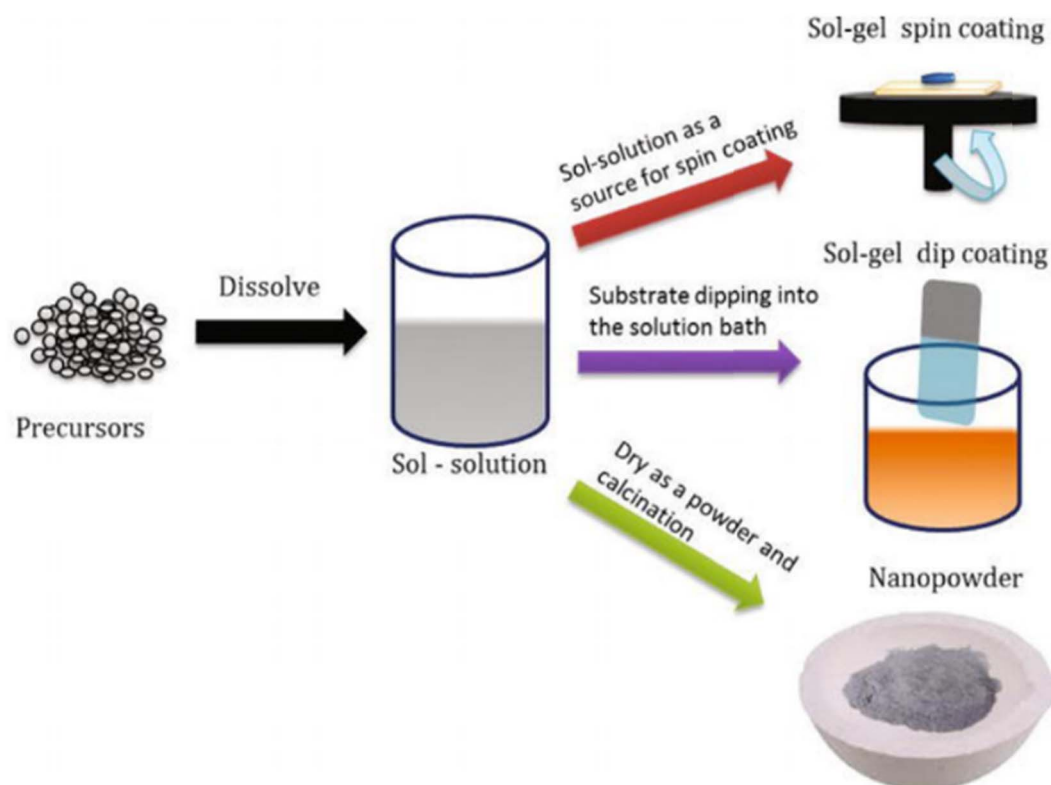 Sol-gel spin coating
Sol-solution as a
source for spin coating
Dissolve
Precursors
Sol - solution
Substrate dipping into
the solution bath
Sol-gel dip coating
Dry as a powder and
calcination
Nanopowder